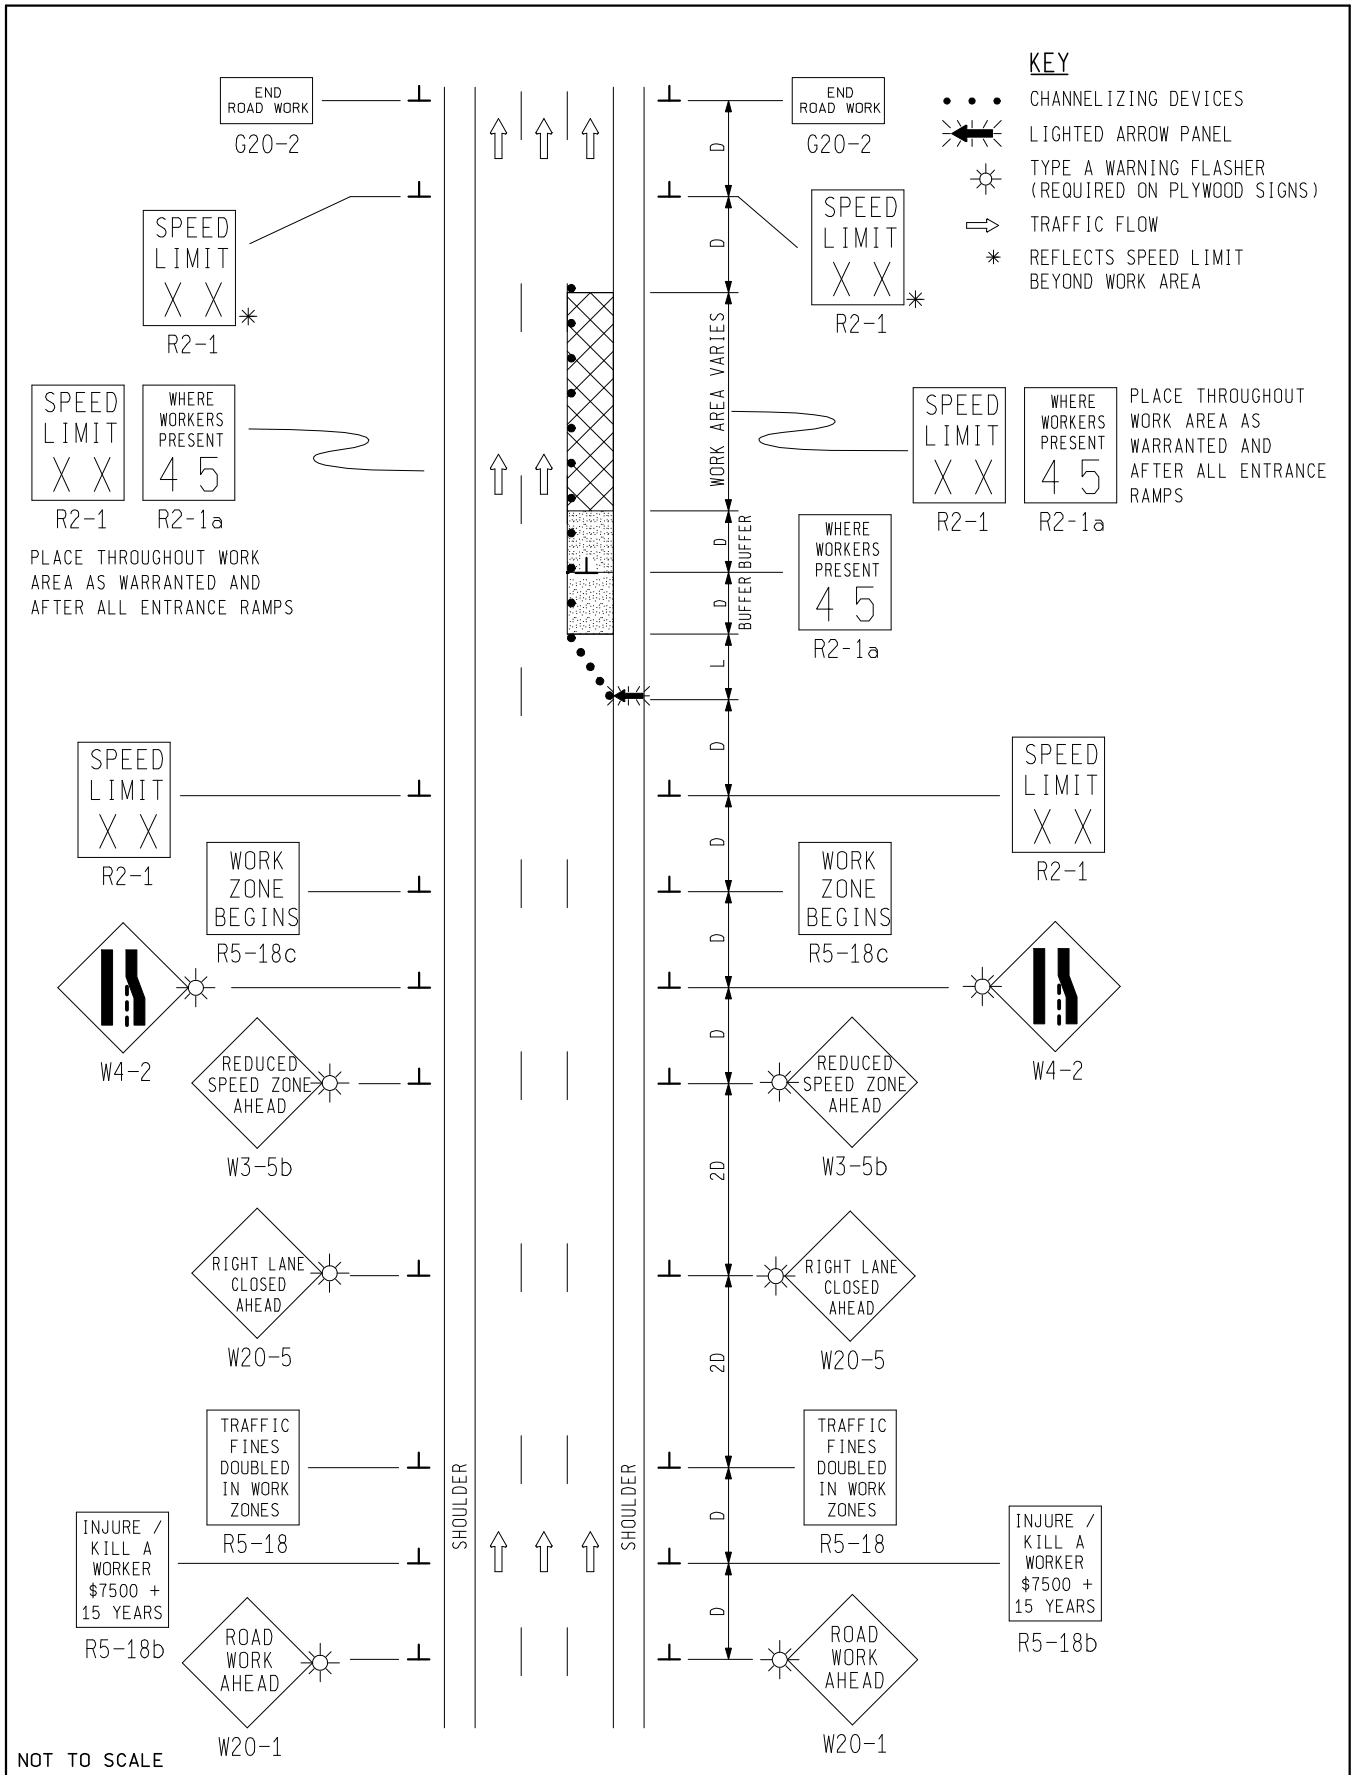 KEY
CHANNELIZING DEVICES
LIGHTED ARROW PANEL
TYPE A WARNING FLASHER
(REQUIRED ON PLYWOOD SIGNS)
TRAFFIC FLOW
* REFLECTS SPEED LIMIT
BEYOND WORK AREA
END
ROAD WORK
G20-2
END
ROAD WORK
G20-2
D
SPEED
LIMIT
X X
*
R2-1
SPEED
LIMIT
X X
*
R2-1
D
SPEED
LIMIT
X X
R2-1
WHERE
WORKERS
PRESENT
4 5
R2-1a
PLACE THROUGHOUT WORK
AREA AS WARRANTED AND
AFTER ALL ENTRANCE RAMPS
WORK AREA VARIES
SPEED
LIMIT
X X
R2-1
WHERE
WORKERS
PRESENT
4 5
R2-1a
PLACE THROUGHOUT
WORK AREA AS
WARRANTED AND
AFTER ALL ENTRANCE
RAMPS
D
BUFFER
D
BUFFER
WHERE
WORKERS
PRESENT
4 5
R2-1a
L
D
SPEED
LIMIT
X X
R2-1
SPEED
LIMIT
X X
R2-1
D
WORK
ZONE
BEGINS
R5-18c
WORK
ZONE
BEGINS
R5-18c
D
W4-2
W4-2
D
REDUCED
SPEED ZONE
AHEAD
W3-5b
REDUCED
SPEED ZONE
AHEAD
W3-5b
2D
RIGHT LANE
CLOSED
AHEAD
W20-5
RIGHT LANE
CLOSED
AHEAD
W20-5
2D
TRAFFIC
FINES
DOUBLED
IN WORK
ZONES
R5-18
SHOULDER
SHOULDER
TRAFFIC
FINES
DOUBLED
IN WORK
ZONES
R5-18
D
INJURE /
KILL A
WORKER
$7500 +
15 YEARS
R5-18b
INJURE /
KILL A
WORKER
$7500 +
15 YEARS
R5-18b
D
ROAD
WORK
AHEAD
W20-1
ROAD
WORK
AHEAD
W20-1
NOT TO SCALE